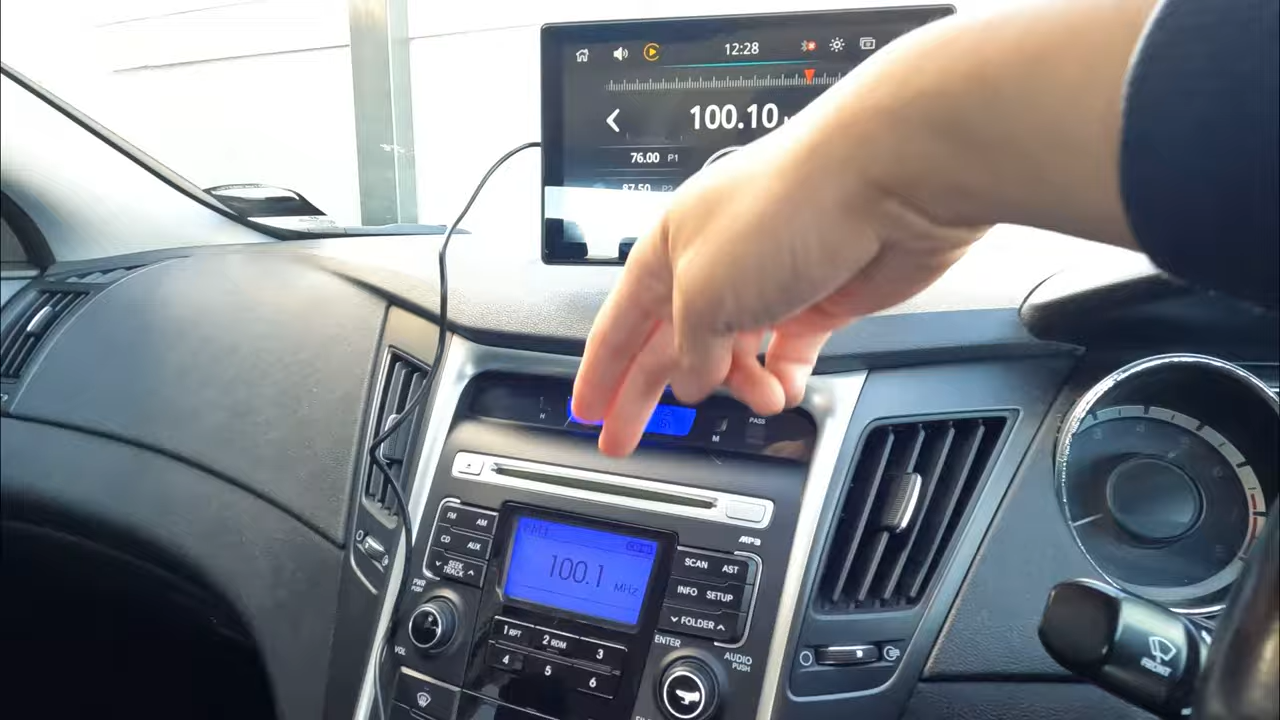 12:28
100.10
76.00 P1
87.50 P2
H
PASS
M
MP3
FM AM
CD AUX
SEEK
TRACK
PWR
PUSH
VOL
100.1 MHz
SCAN AST
INFO SETUP
FOLDER
1 RPT 2 RDM 3
4 5 6
ENTER
AUDIO
PUSH
FRONT